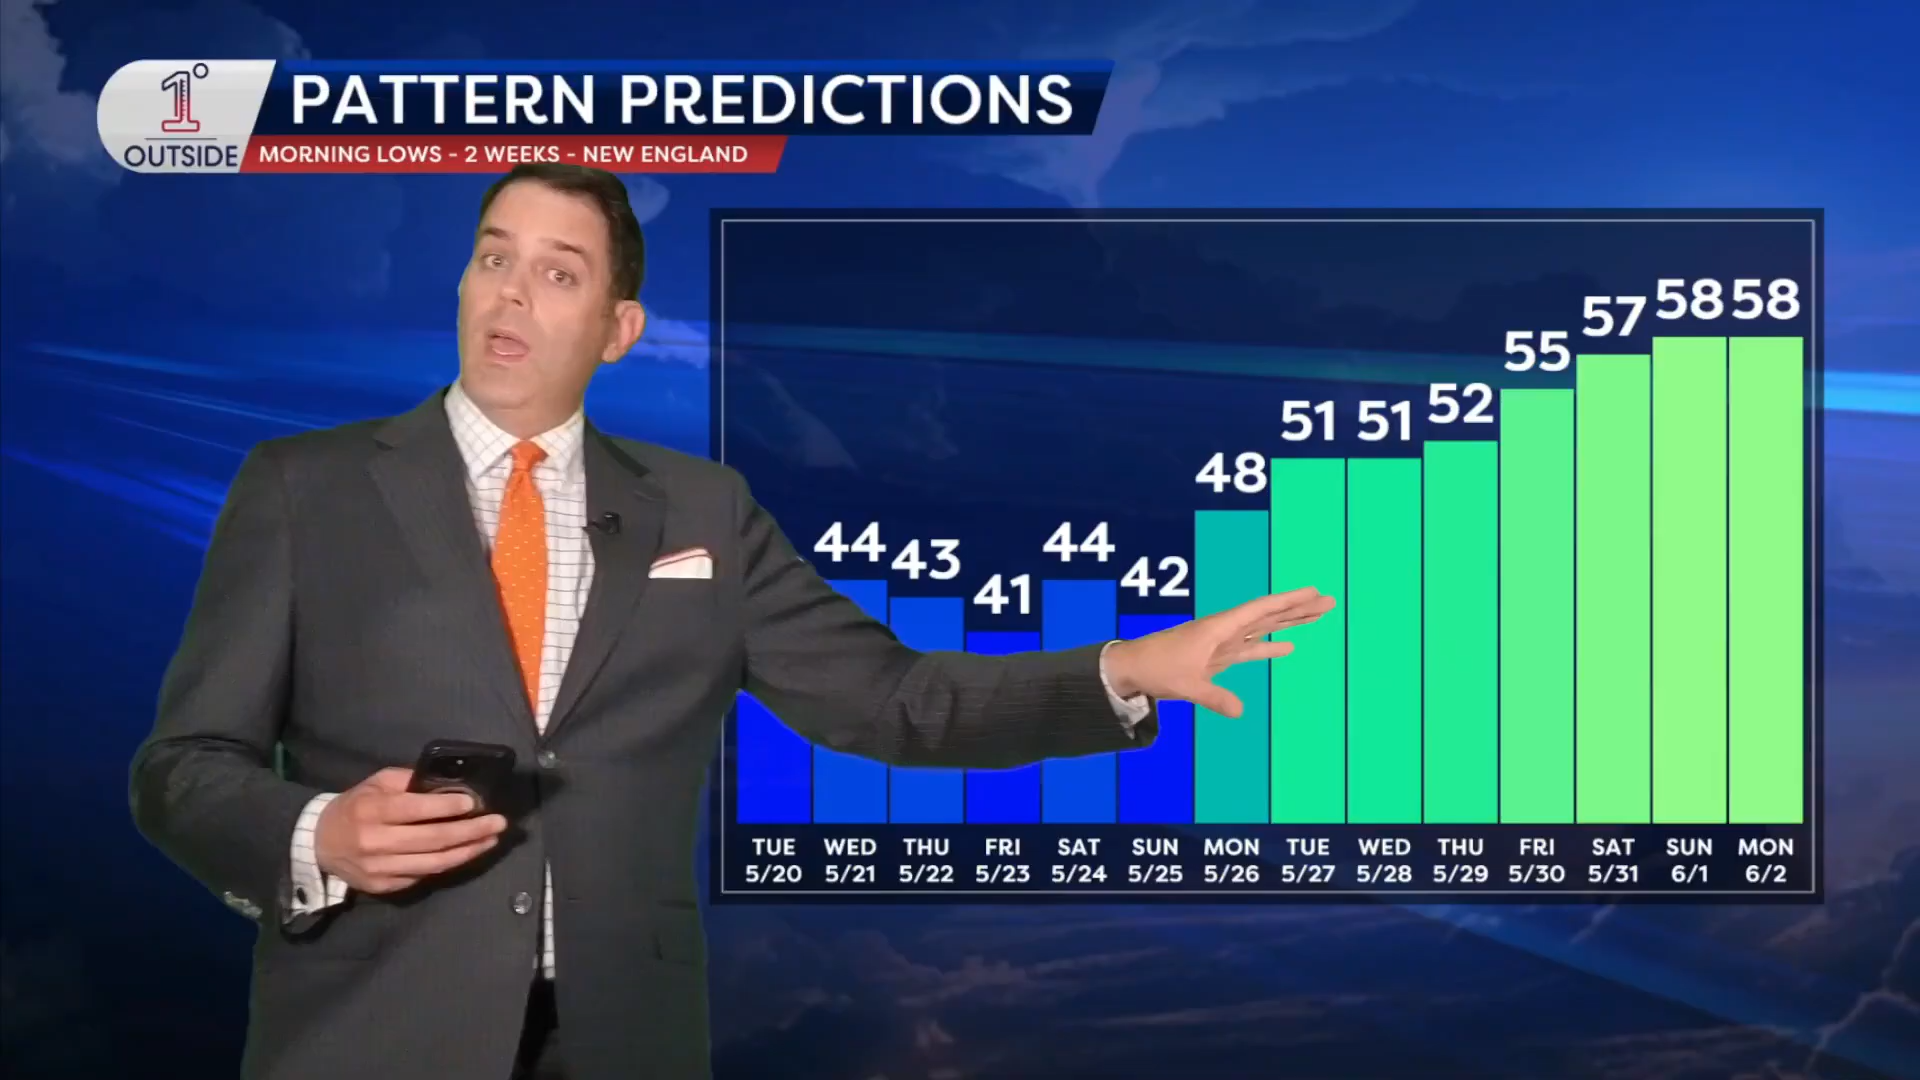 1°
OUTSIDE
PATTERN PREDICTIONS
MORNING LOWS - 2 WEEKS - NEW ENGLAND
44 43 41 44 42 48 51 51 52 55 57 58 58
TUE WED THU FRI SAT SUN MON TUE WED THU FRI SAT SUN MON
5/20 5/21 5/22 5/23 5/24 5/25 5/26 5/27 5/28 5/29 5/30 5/31 6/1 6/2